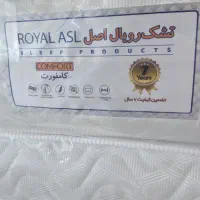 ROYAL ASL تشک رویال اصل
SLEEP PRODUCTS
COMFORT
کامفورت
7
Years
تضمین کیفیت ۷ سال